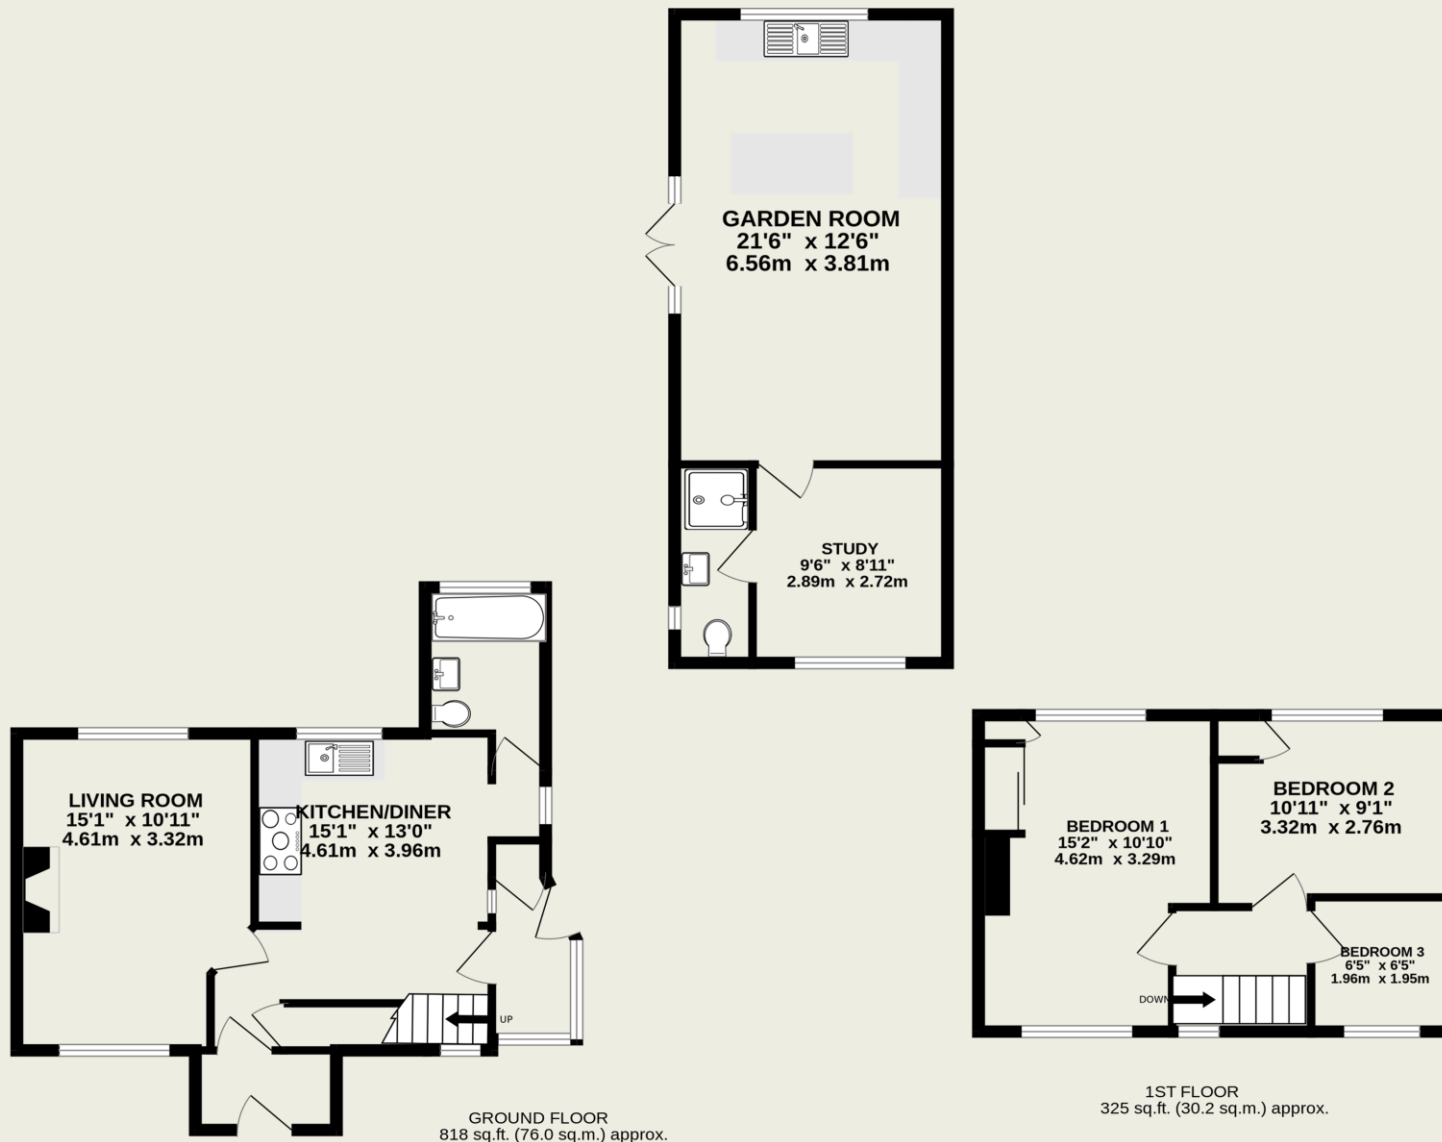 GARDEN ROOM
21'6" x 12'6"
6.56m x 3.81m
STUDY
9'6" x 8'11"
2.89m x 2.72m
LIVING ROOM
15'1" x 10'11"
4.61m x 3.32m
KITCHEN/DINER
15'1" x 13'0"
4.61m x 3.96m
UP
GROUND FLOOR
818 sq.ft. (76.0 sq.m.) approx.
BEDROOM 1
15'2" x 10'10"
4.62m x 3.29m
BEDROOM 2
10'11" x 9'1"
3.32m x 2.76m
BEDROOM 3
6'5" x 6'5"
1.96m x 1.95m
DOWN
1ST FLOOR
325 sq.ft. (30.2 sq.m.) approx.